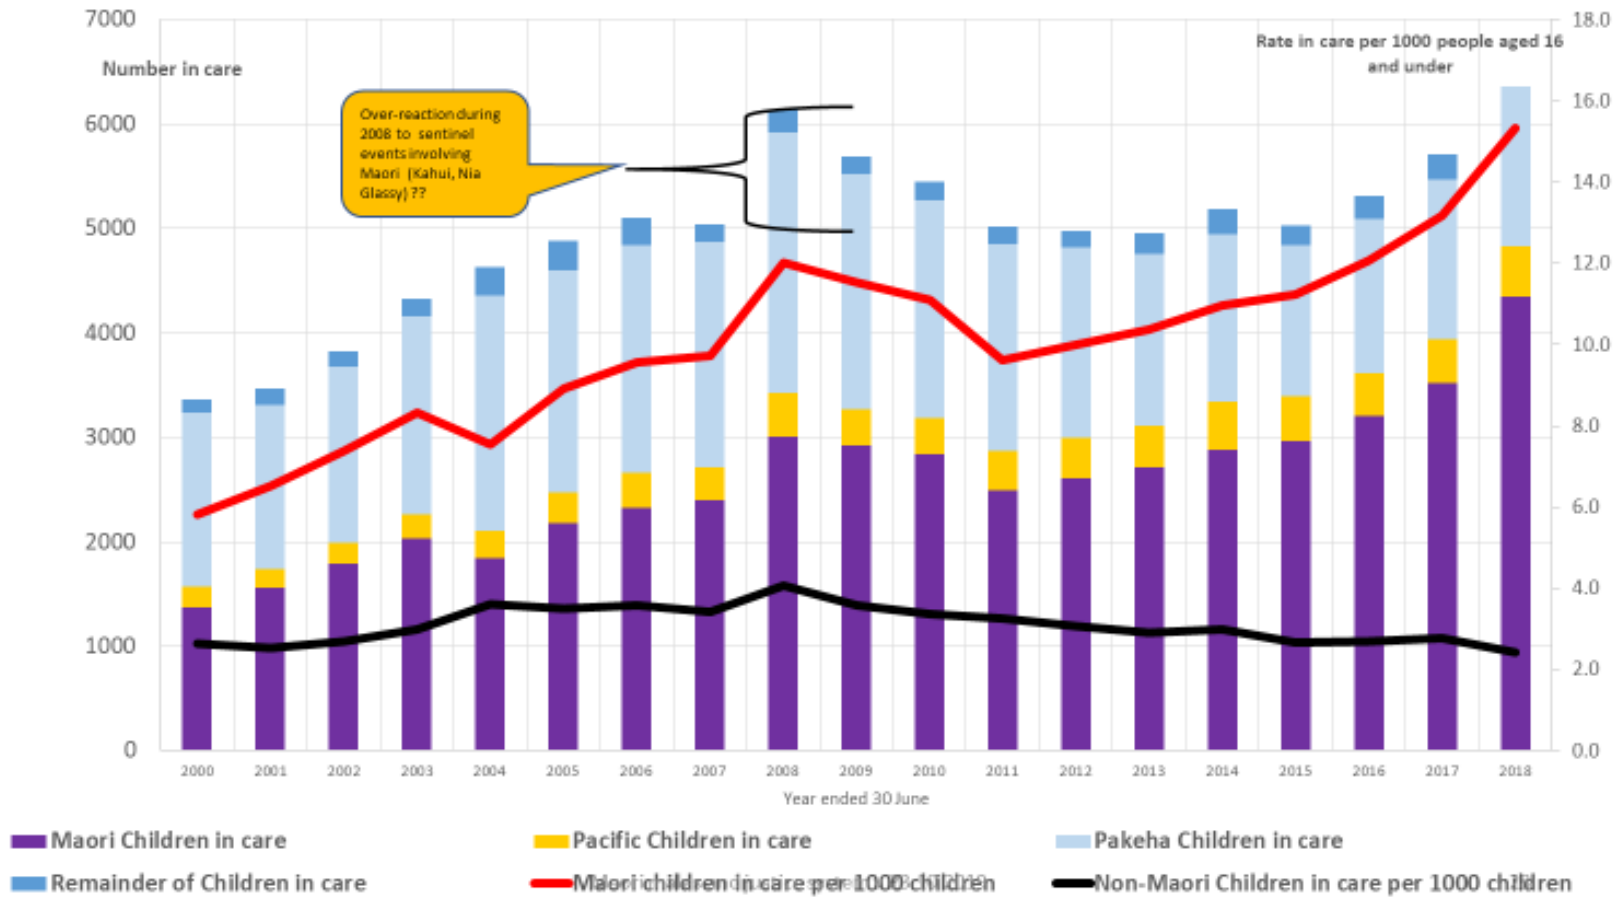 7000
18.0
Number in care
Rate in care per 1000 people aged 16
and under
16.0
Over-reaction during
2008 to sentinel
events involving
Maori (Kahui, Nia
Glassy) ??
6000
14.0
5000
12.0
4000
10.0
3000
8.0
6.0
2000
4.0
1000
2.0
0
0.0
2000 2001 2002 2003 2004 2005 2006 2007 2008 2009 2010 2011 2012 2013 2014 2015 2016 2017 2018
Year ended 30 June
Maori Children in care
Pacific Children in care
Pakeha Children in care
Remainder of Children in care
Maori children in care per 1000 children
Non-Maori Children in care per 1000 children